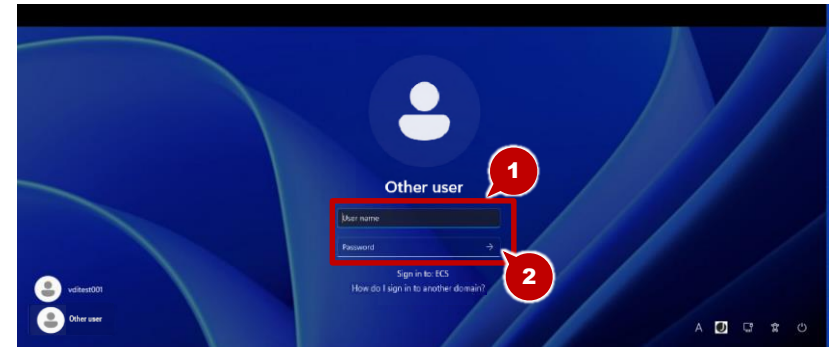 1
Other user
User name
Password
2
Sign in to: ECS
How do I sign in to another domain?
vditest001
Other user
A